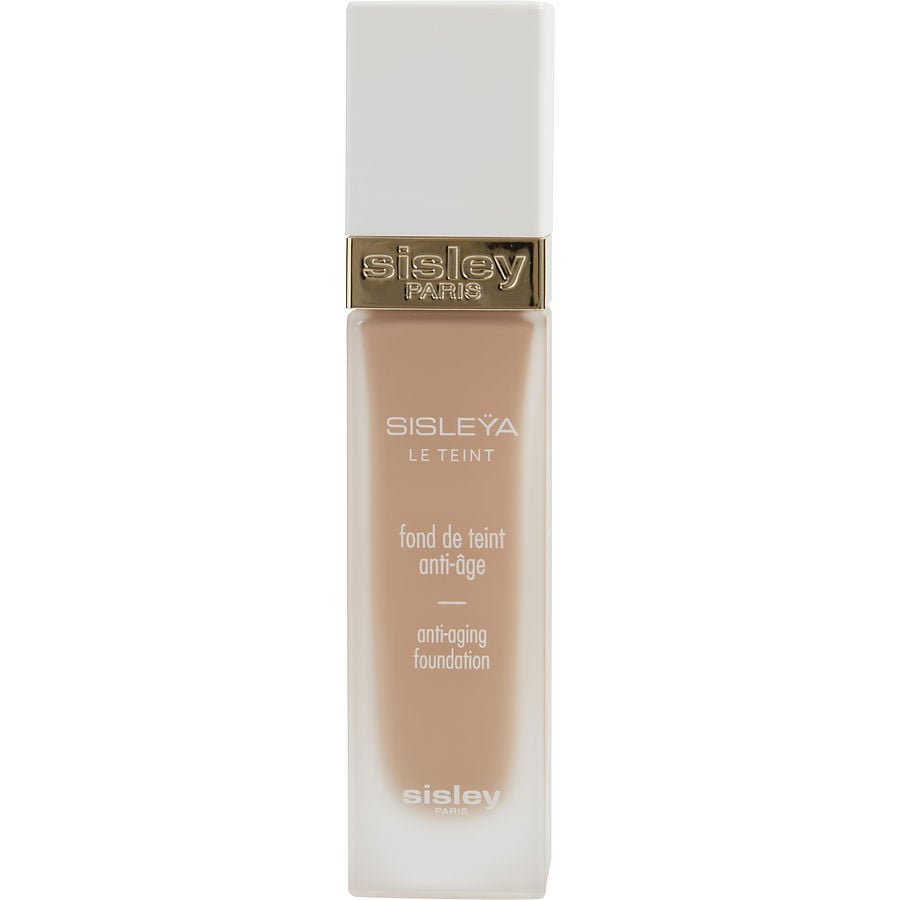 sisley
PARIS
SISLEŸA
LE TEINT
fond de teint
anti-âge
anti-aging
foundation
sisley
PARIS